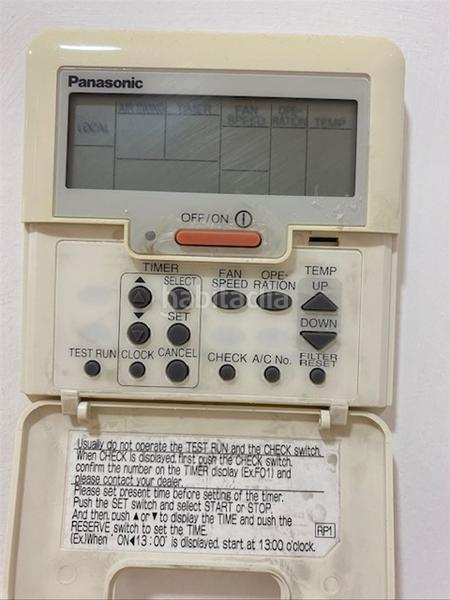 Panasonic
AIR SWING TIMER FAN SPEED OPE-RATION TEMP
LOCAL
OFF/ON
TIMER
SELECT
SET
FAN SPEED
OPE-RATION
TEMP
UP
DOWN
habitaclia
TEST RUN CLOCK CANCEL CHECK A/C No. FILTER RESET
Usually do not operate the TEST RUN and the CHECK switch.
When CHECK is displayed, first push the CHECK switch.
confirm the number on the TIMER display (Ex.F01) and
please contact your dealer.
Please set present time before setting of the timer.
Push the SET switch and select START or STOP.
And then, push ▲or▼to display the TIME and push the
RESERVE switch to set the TIME.
(Ex.)When ˝ON◀13:00˝ is displayed, start at 13:00 o'clock.
RP1